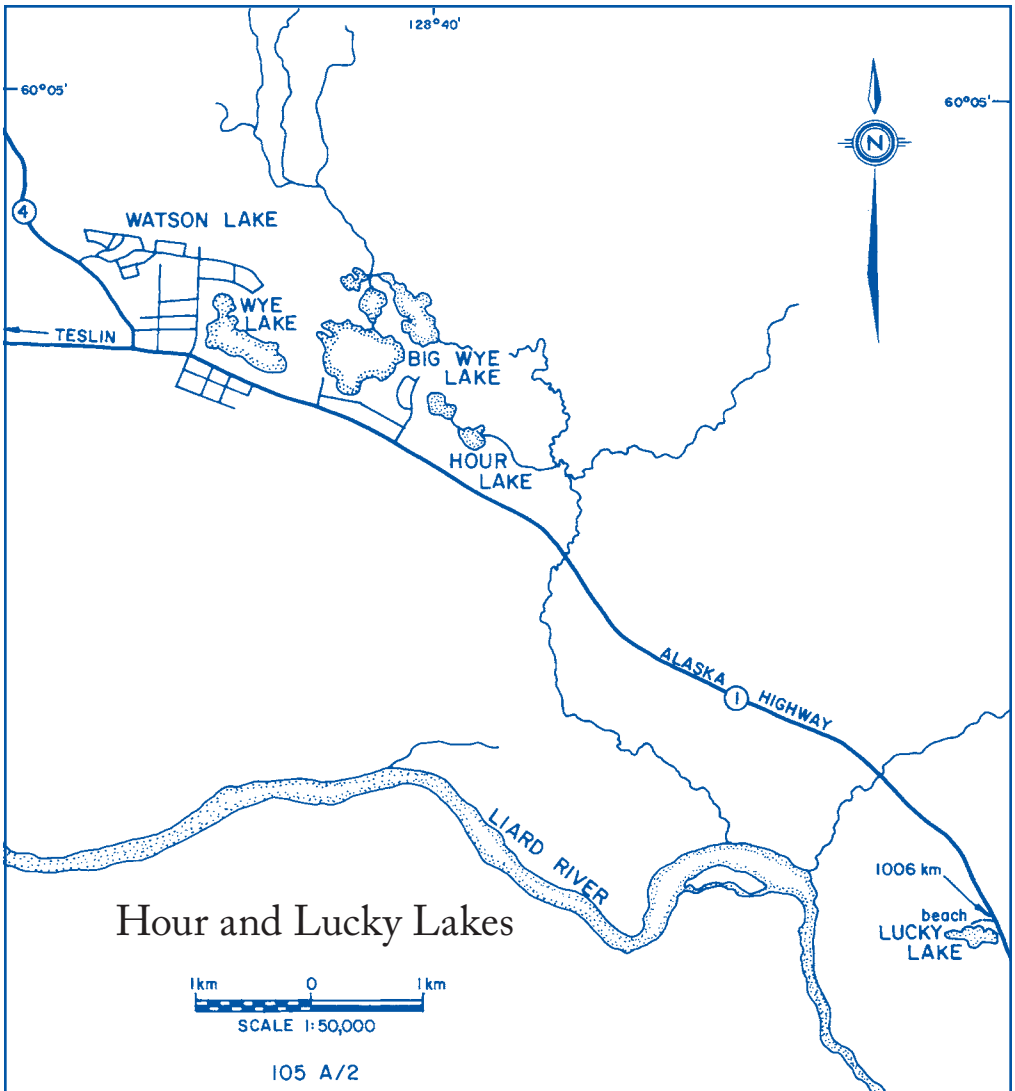 128°40'
60°05'
60°05'
N
4
WATSON LAKE
WYE
LAKE
TESLIN
BIG WYE
LAKE
HOUR
LAKE
ALASKA
1
HIGHWAY
LIARD RIVER
1006 km
beach
LUCKY
LAKE
Hour and Lucky Lakes
1km 0 1km
SCALE 1:50,000
105 A/2